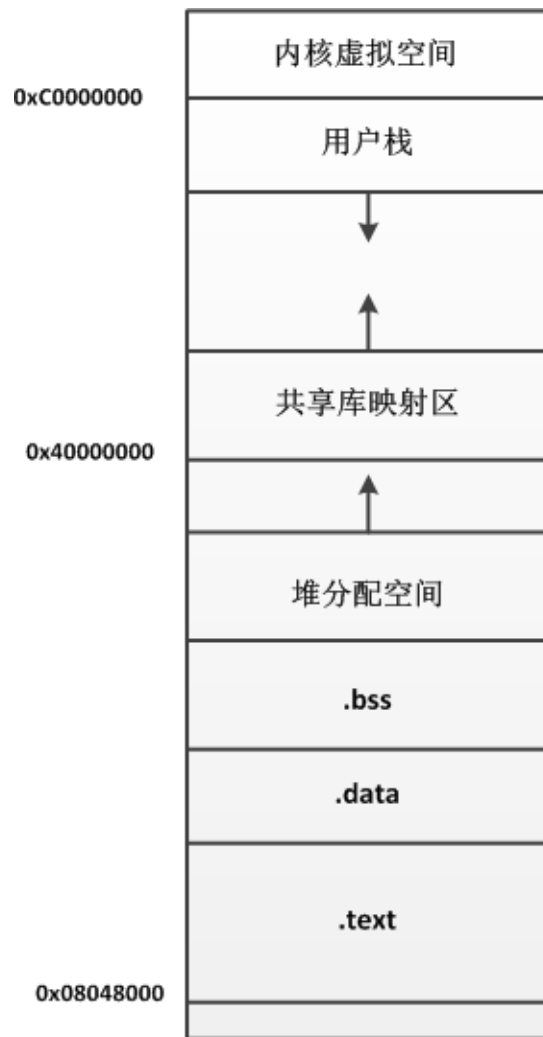 内核虚拟空间
0xC0000000
用户栈
共享库映射区
0x40000000
堆分配空间
.bss
.data
.text
0x08048000